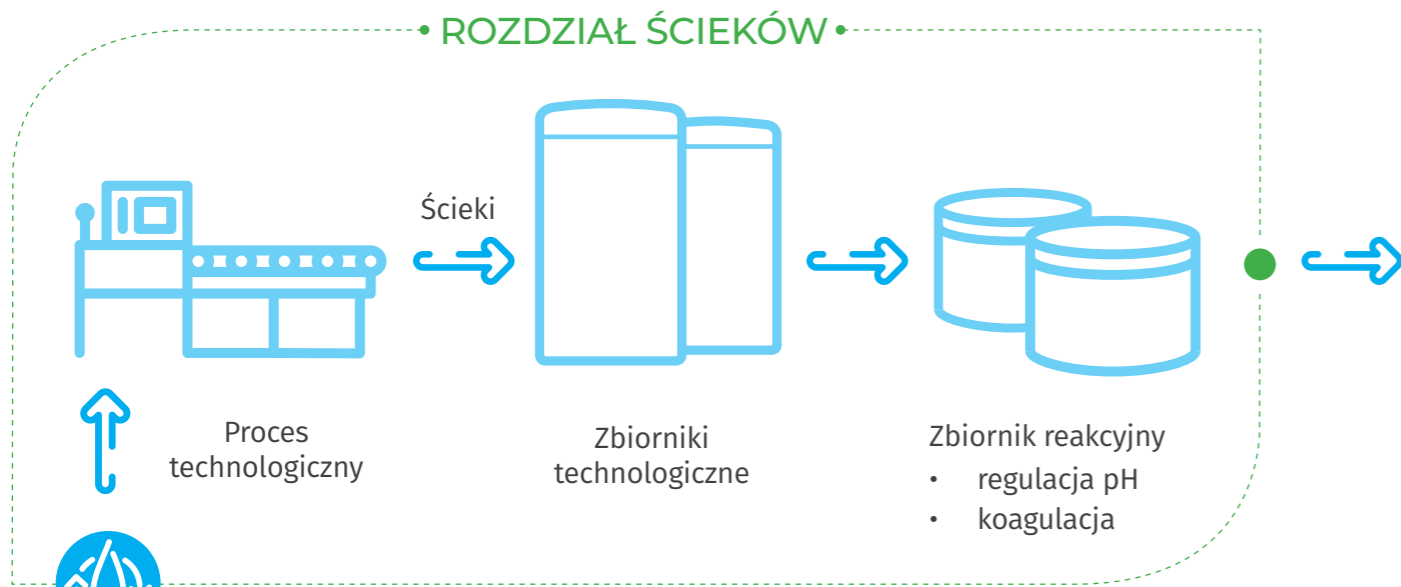 ROZDZIAŁ ŚCIEKÓW
Ścieki
Proces
technologiczny
Zbiorniki
technologiczne
Zbiornik reakcyjny
• regulacja pH
• koagulacja